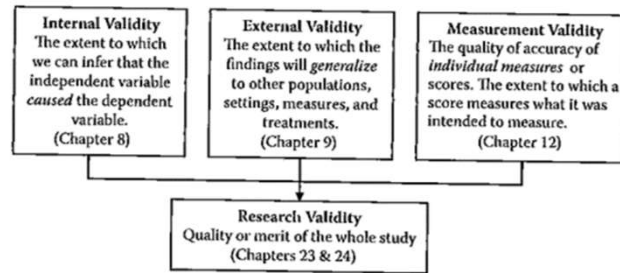 Internal Validity
The extent to which
we can infer that the
independent variable
caused the dependent
variable.
(Chapter 8)
External Validity
The extent to which the
findings will generalize
to other populations,
settings, measures, and
treatments.
(Chapter 9)
Measurement Validity
The quality of accuracy of
individual measures or
scores. The extent to which a
score measures what it was
intended to measure.
(Chapter 12)
Research Validity
Quality or merit of the whole study
(Chapters 23 & 24)